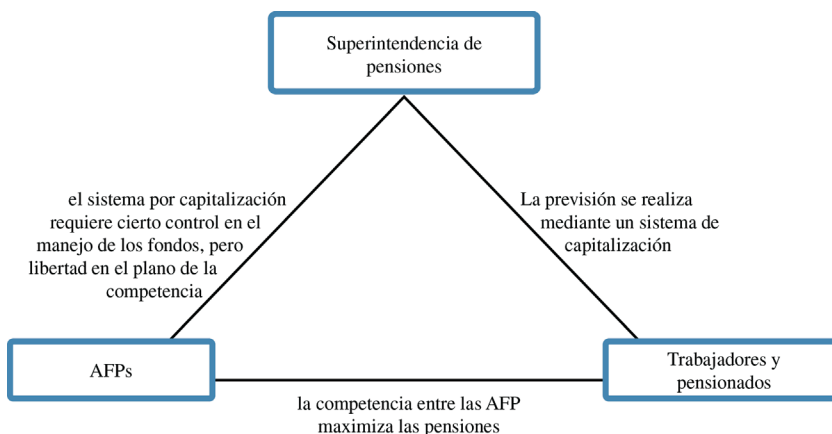 Superintendencia de
pensiones
el sistema por capitalización
requiere cierto control en el
manejo de los fondos, pero
libertad en el plano de la
competencia
La previsión se realiza
mediante un sistema de
capitalización
AFPs
Trabajadores y
pensionados
la competencia entre las AFP
maximiza las pensiones